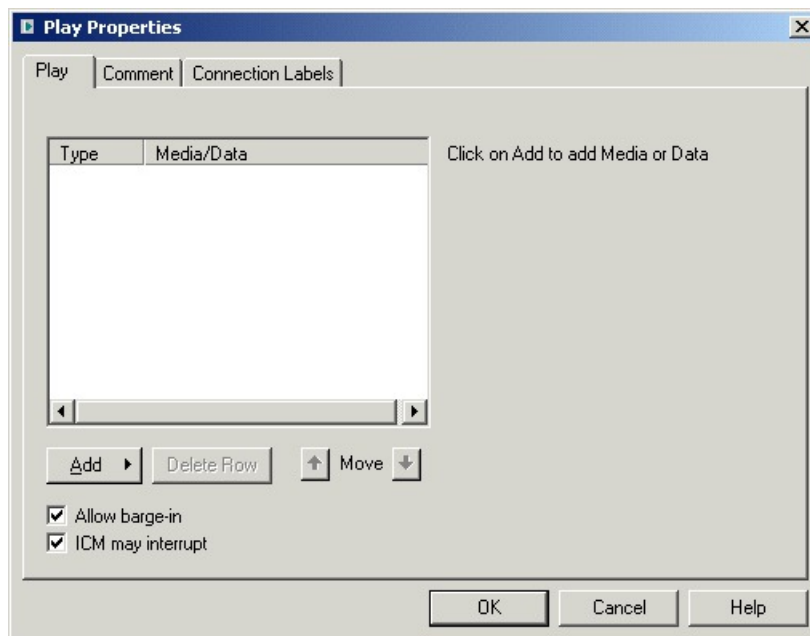 Play Properties
Play Comment Connection Labels
Type Media/Data
Click on Add to add Media or Data
Add Delete Row Move
Allow barge-in
ICM may interrupt
OK Cancel Help